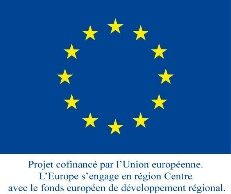 Projet cofinancé par l'Union européenne.
L'Europe s'engage en région Centre
avec le fonds européen de développement régional.